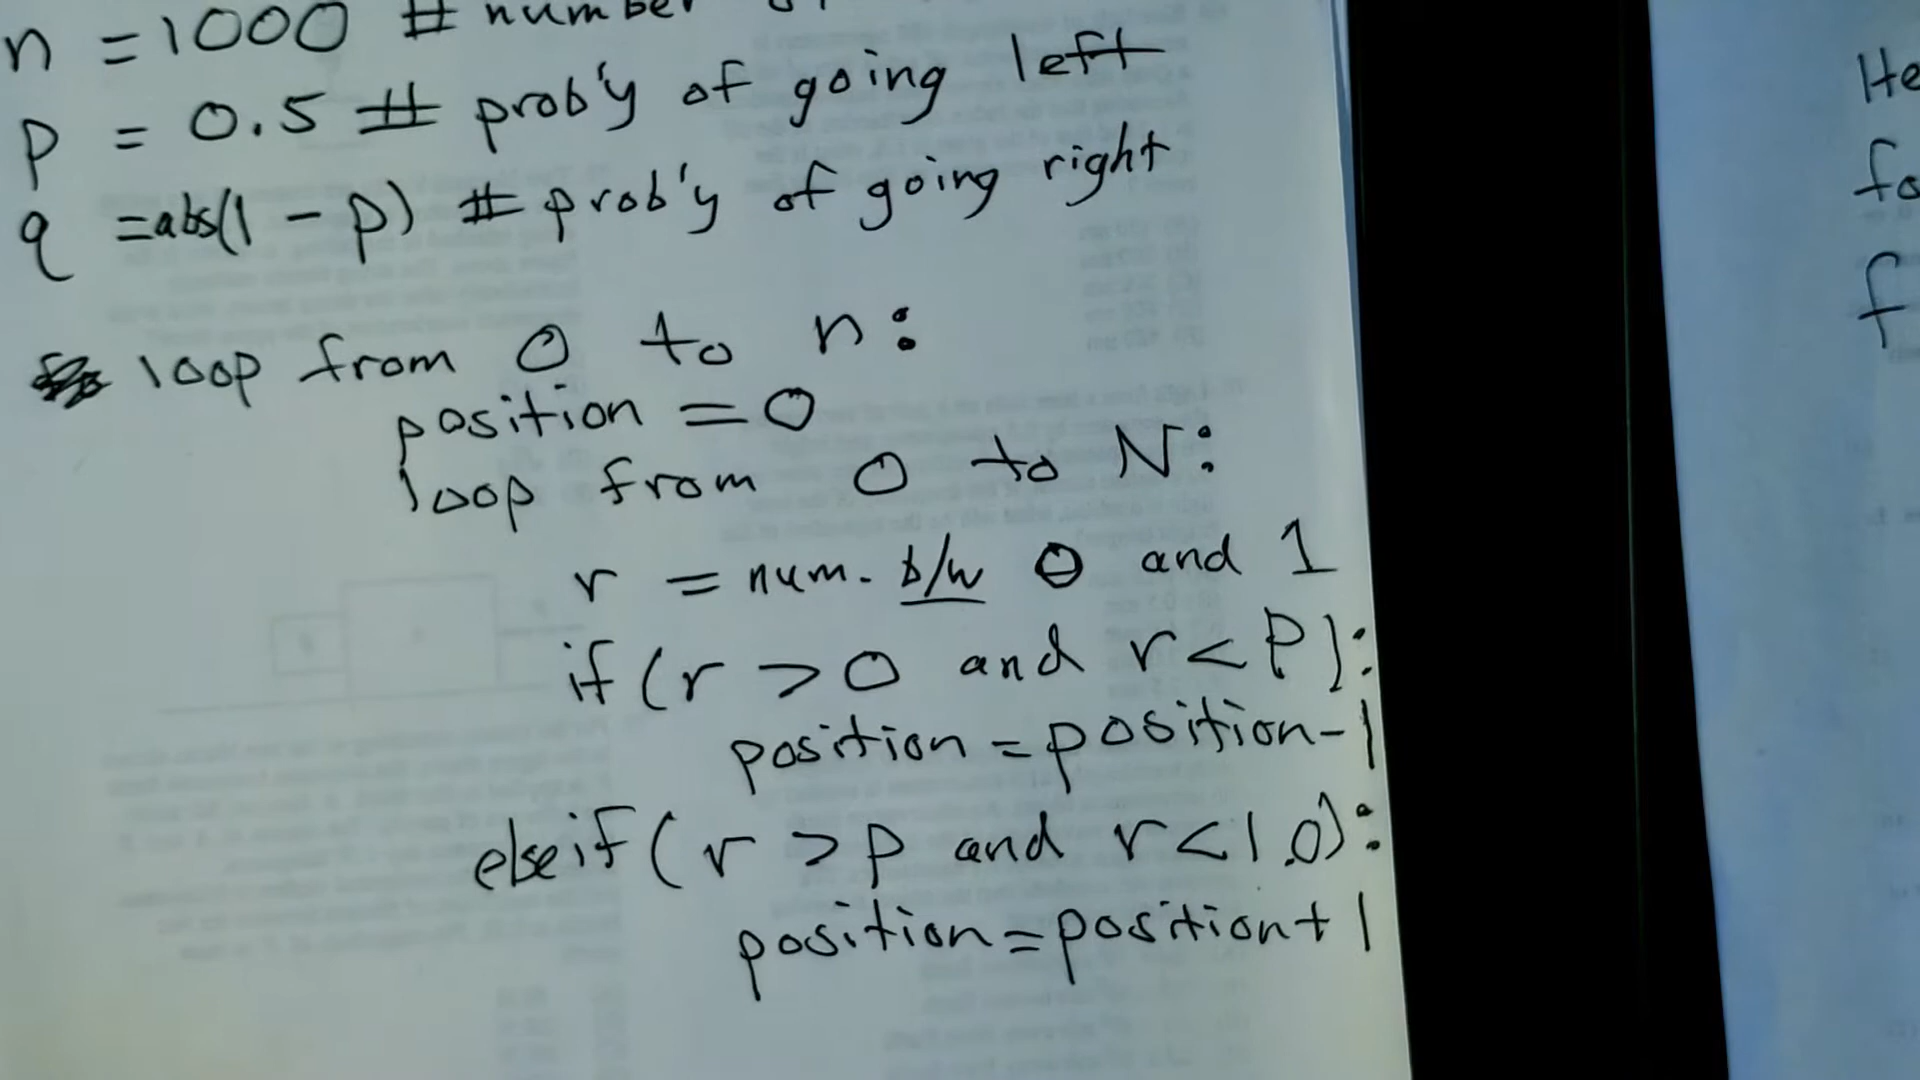 n = 1000 # number
p = 0.5 # prob'y of going left
q = abs(1 - p) # prob'y of going right
loop from 0 to n:
position = 0
loop from 0 to N:
r = num. b/w 0 and 1
if (r > 0 and r < P):
position = position - 1
elseif (r > p and r < 1.0):
position = position + 1
He
fo
f